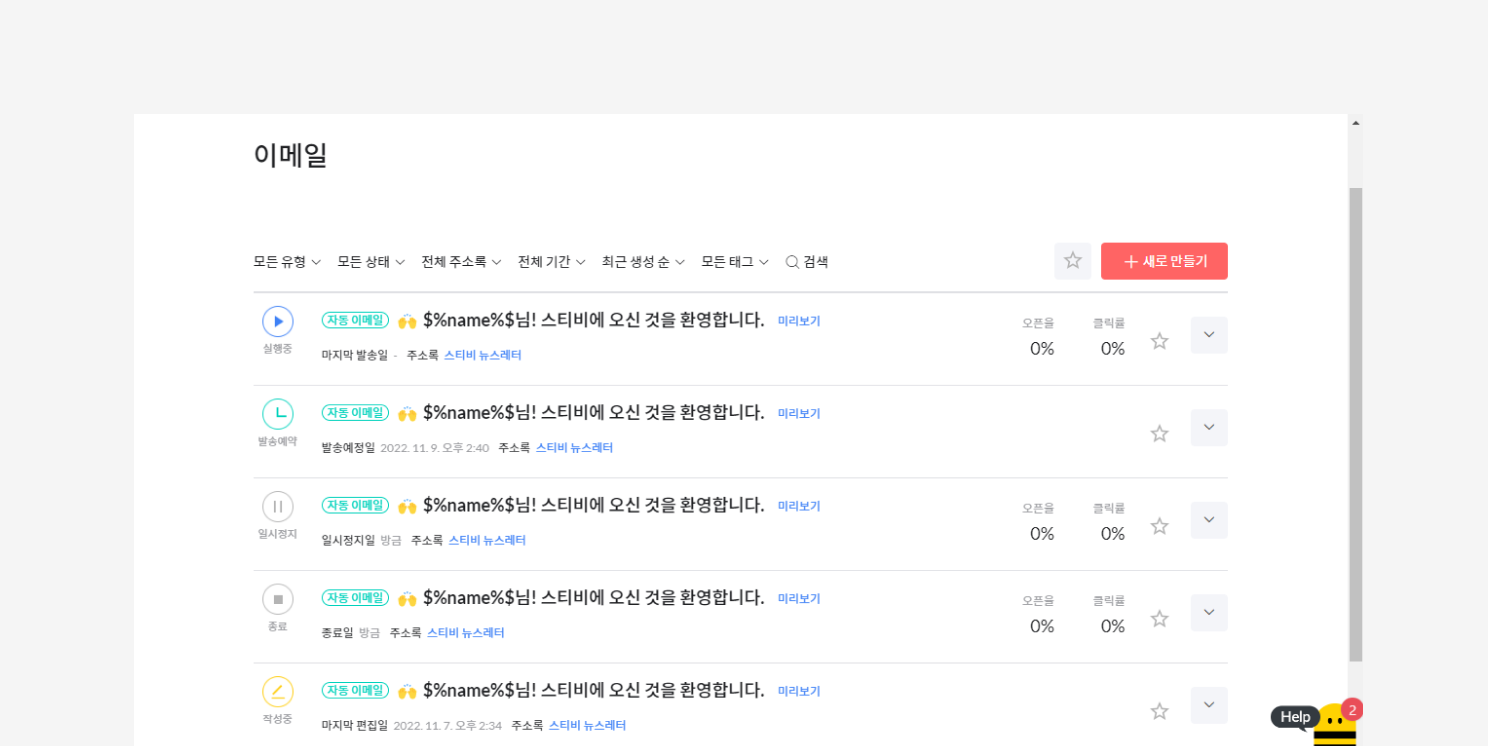 이메일
모든 유형 모든 상태 전체 주소록 전체 기간 최근 생성 순 모든 태그 검색 새로 만들기
자동 이메일 🙌 $%name%$님! 스티비에 오신 것을 환영합니다. 미리보기 오픈율 클릭률
실행중 마지막 발송일 - 주소록 스티비 뉴스레터 0% 0%
자동 이메일 🙌 $%name%$님! 스티비에 오신 것을 환영합니다. 미리보기
발송예약 발송예정일 2022. 11. 9. 오후 2:40 주소록 스티비 뉴스레터
자동 이메일 🙌 $%name%$님! 스티비에 오신 것을 환영합니다. 미리보기 오픈율 클릭률
일시정지 일시정지일 방금 주소록 스티비 뉴스레터 0% 0%
자동 이메일 🙌 $%name%$님! 스티비에 오신 것을 환영합니다. 미리보기 오픈율 클릭률
종료 종료일 방금 주소록 스티비 뉴스레터 0% 0%
자동 이메일 🙌 $%name%$님! 스티비에 오신 것을 환영합니다. 미리보기
작성중 마지막 편집일 2022. 11. 7. 오후 2:34 주소록 스티비 뉴스레터
Help 2